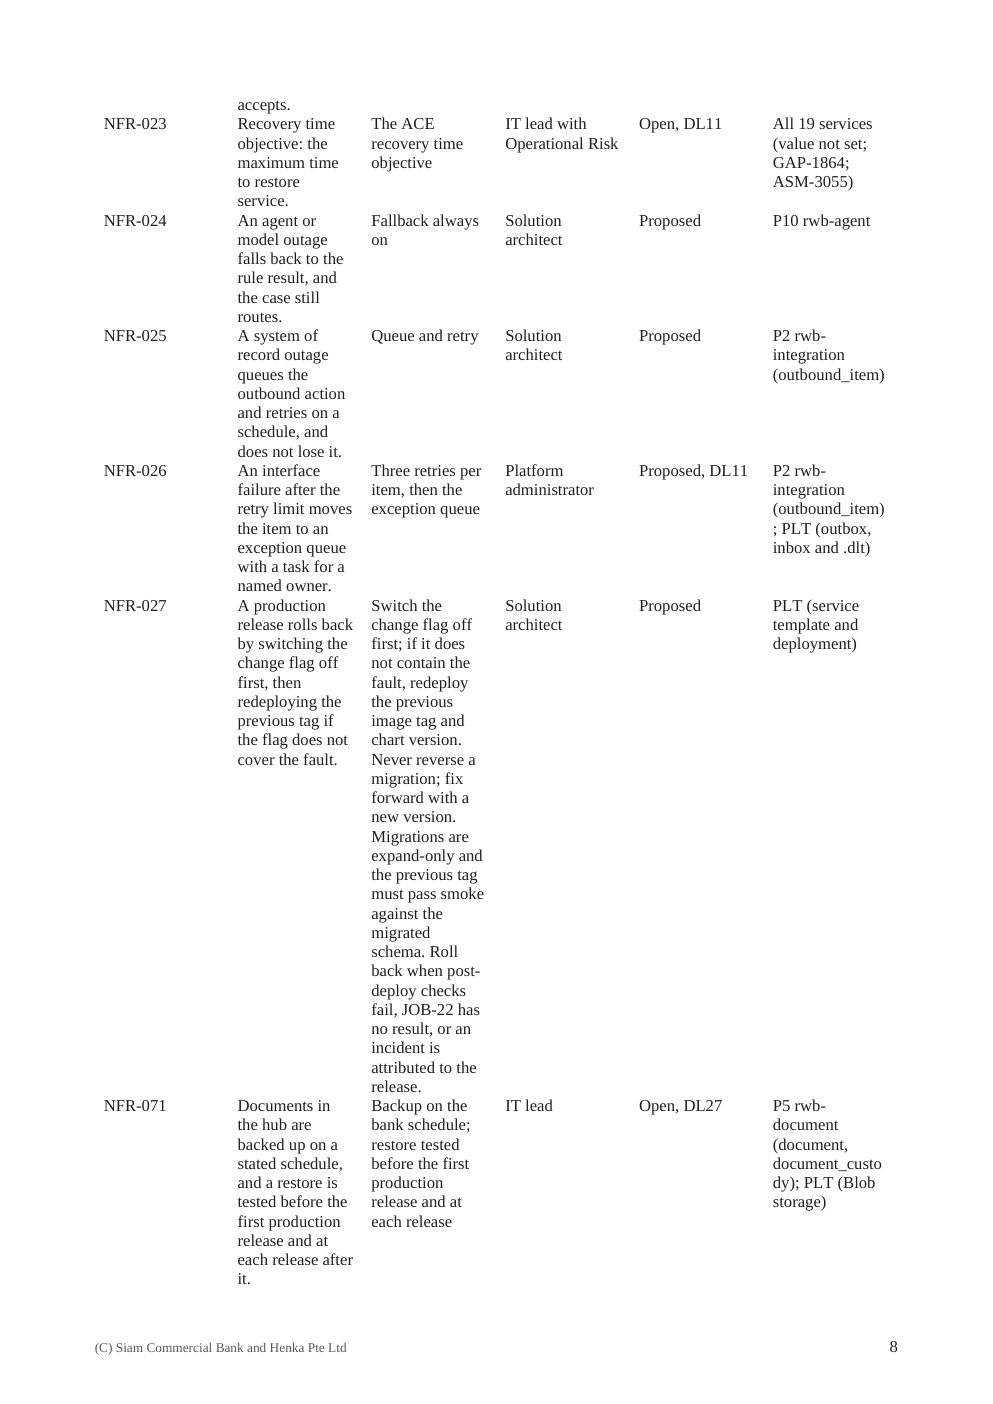 accepts.
NFR-023
Recovery time
objective: the
maximum time
to restore
service.
The ACE
recovery time
objective
IT lead with
Operational Risk
Open, DL11
All 19 services
(value not set;
GAP-1864;
ASM-3055)
NFR-024
An agent or
model outage
falls back to the
rule result, and
the case still
routes.
Fallback always
on
Solution
architect
Proposed
P10 rwb-agent
NFR-025
A system of
record outage
queues the
outbound action
and retries on a
schedule, and
does not lose it.
Queue and retry
Solution
architect
Proposed
P2 rwb-
integration
(outbound_item)
NFR-026
An interface
failure after the
retry limit moves
the item to an
exception queue
with a task for a
named owner.
Three retries per
item, then the
exception queue
Platform
administrator
Proposed, DL11
P2 rwb-
integration
(outbound_item)
; PLT (outbox,
inbox and .dlt)
NFR-027
A production
release rolls back
by switching the
change flag off
first, then
redeploying the
previous tag if
the flag does not
cover the fault.
Switch the
change flag off
first; if it does
not contain the
fault, redeploy
the previous
image tag and
chart version.
Never reverse a
migration; fix
forward with a
new version.
Migrations are
expand-only and
the previous tag
must pass smoke
against the
migrated
schema. Roll
back when post-
deploy checks
fail, JOB-22 has
no result, or an
incident is
attributed to the
release.
Solution
architect
Proposed
PLT (service
template and
deployment)
NFR-071
Documents in
the hub are
backed up on a
stated schedule,
and a restore is
tested before the
first production
release and at
each release after
it.
Backup on the
bank schedule;
restore tested
before the first
production
release and at
each release
IT lead
Open, DL27
P5 rwb-
document
(document,
document_custo
dy); PLT (Blob
storage)
(C) Siam Commercial Bank and Henka Pte Ltd
8